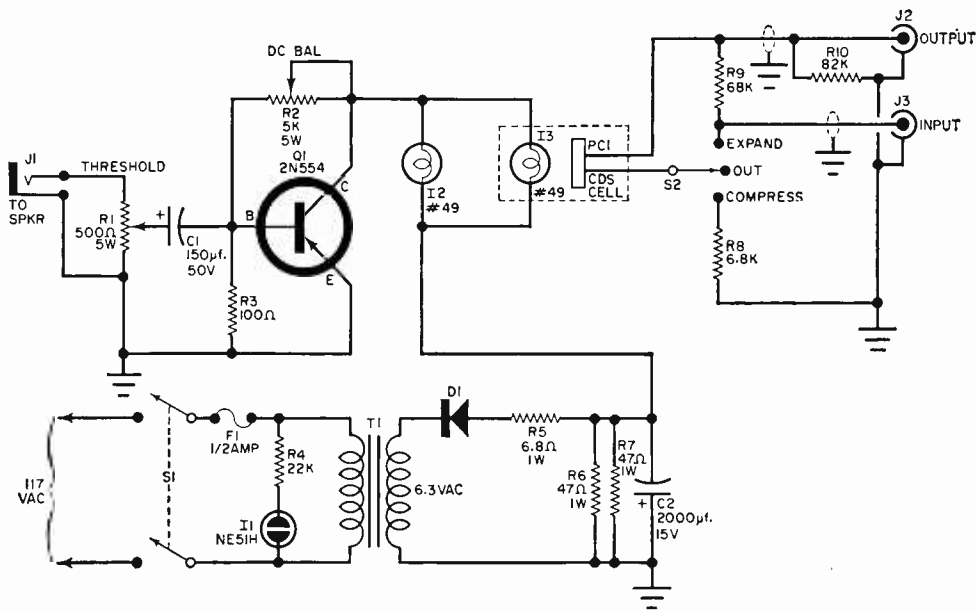 DC BAL
R2
5K
5W
Q1
2N554
C
B
E
J1
TO
SPKR
THRESHOLD
R1
500Ω
5W
+
C1
150µf.
50V
R3
100Ω
I2
#49
I3
#49
PC1
CDS
CELL
S2
R9
68K
EXPAND
OUT
COMPRESS
R8
6.8K
R10
82K
J2
OUTPUT
J3
INPUT
117
VAC
S1
F1
1/2AMP
R4
22K
I1
NE51H
T1
6.3VAC
D1
R5
6.8Ω
1W
R6
47Ω
1W
R7
47Ω
1W
+
C2
2000µf.
15V